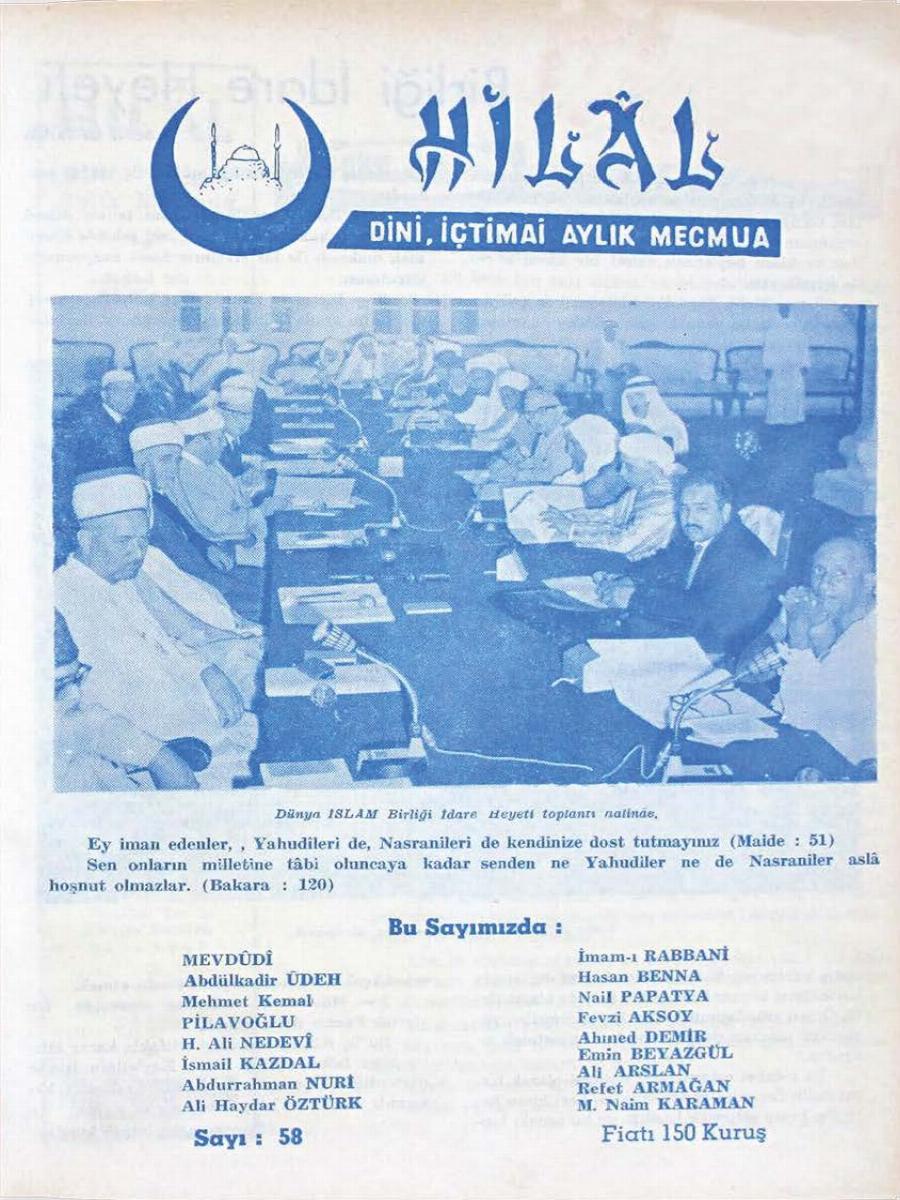 HİLÂL
DİNİ, İÇTİMAİ AYLIK MECMUA
Dünya ISLAM Birliği İdare Heyeti toplantı halinde.
Ey iman edenler, , Yahudileri de, Nasranileri de kendinize dost tutmayınız (Maide : 51)
Sen onların milletine tâbi oluncaya kadar senden ne Yahudiler ne de Nasraniler aslâ
hoşnut olmazlar. (Bakara : 120)
Bu Sayımızda :
MEVDÛDİ
Abdülkadir ÛDEH
Mehmet Kemal
PİLAVOĞLU
H. Ali NEDEVİ
İsmail KAZDAL
Abdurrahman NURİ
Ali Haydar ÖZTÜRK
Sayı : 58
İmam-ı RABBANİ
Hasan BENNA
Nail PAPATYA
Fevzi AKSOY
Ahmed DEMİR
Emin BEYAZGÜL
Ali ARSLAN
Refet ARMAĞAN
M. Naim KARAMAN
Fiatı 150 Kuruş